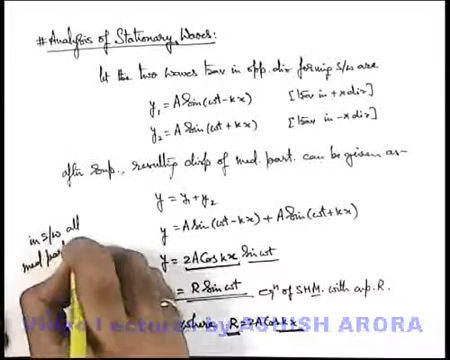 # Analysis of Stationary Waves:
let the two waves trav in opp. dir forming s/w are
y₁ = A Sin(ωt - kx) [trav in +x dir]
y₂ = A Sin(ωt + kx) [trav in -x dir]
after sup., resulting disp of med. part. can be given as-
y = y₁ + y₂
y = A sin(ωt - kx) + A Sin(ωt + kx)
in s/w all
med part
y = 2A Cos kx Sin ωt
= R Sin ωt eqⁿ of SHM. with amp. R.
where R = 2A Cos kx
Video Lectures by ASHISH ARORA